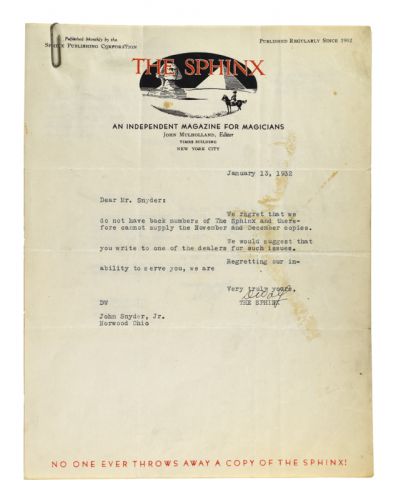 Published Monthly by the
SPHINX PUBLISHING CORPORATION
PUBLISHED REGULARLY SINCE 1902
THE SPHINX
AN INDEPENDENT MAGAZINE FOR MAGICIANS
JOHN MULHOLLAND, Editor
TIMES BUILDING
NEW YORK CITY
January 13, 1932
Dear Mr. Snyder:
We regret that we
do not have back numbers of The Sphinx and there-
fore cannot supply the November and December copies.
We would suggest that
you write to one of the dealers for such issues.
Regretting our in-
ability to serve you, we are
Very truly yours,
THE SPHINX
DW
John Snyder, Jr.
Norwood Ohio
NO ONE EVER THROWS AWAY A COPY OF THE SPHINX!